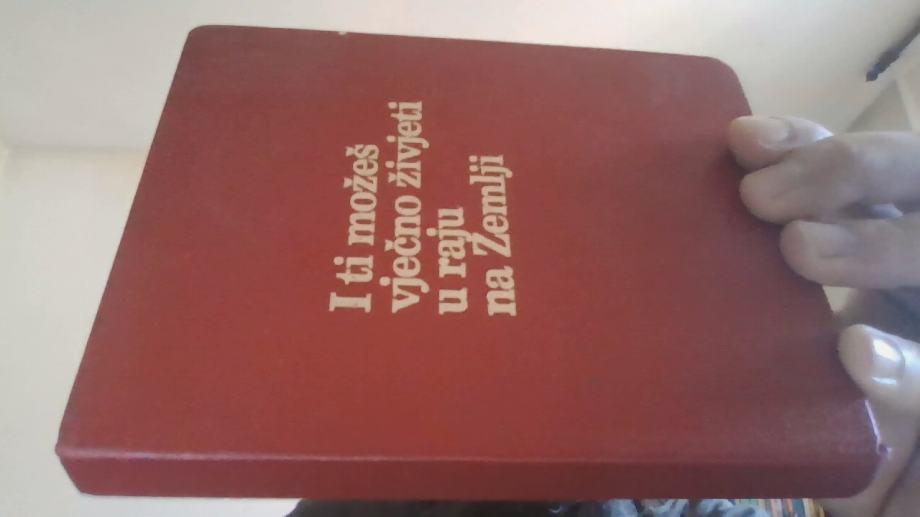 I ti možeš
vječno živjeti
u raju
na Zemlji